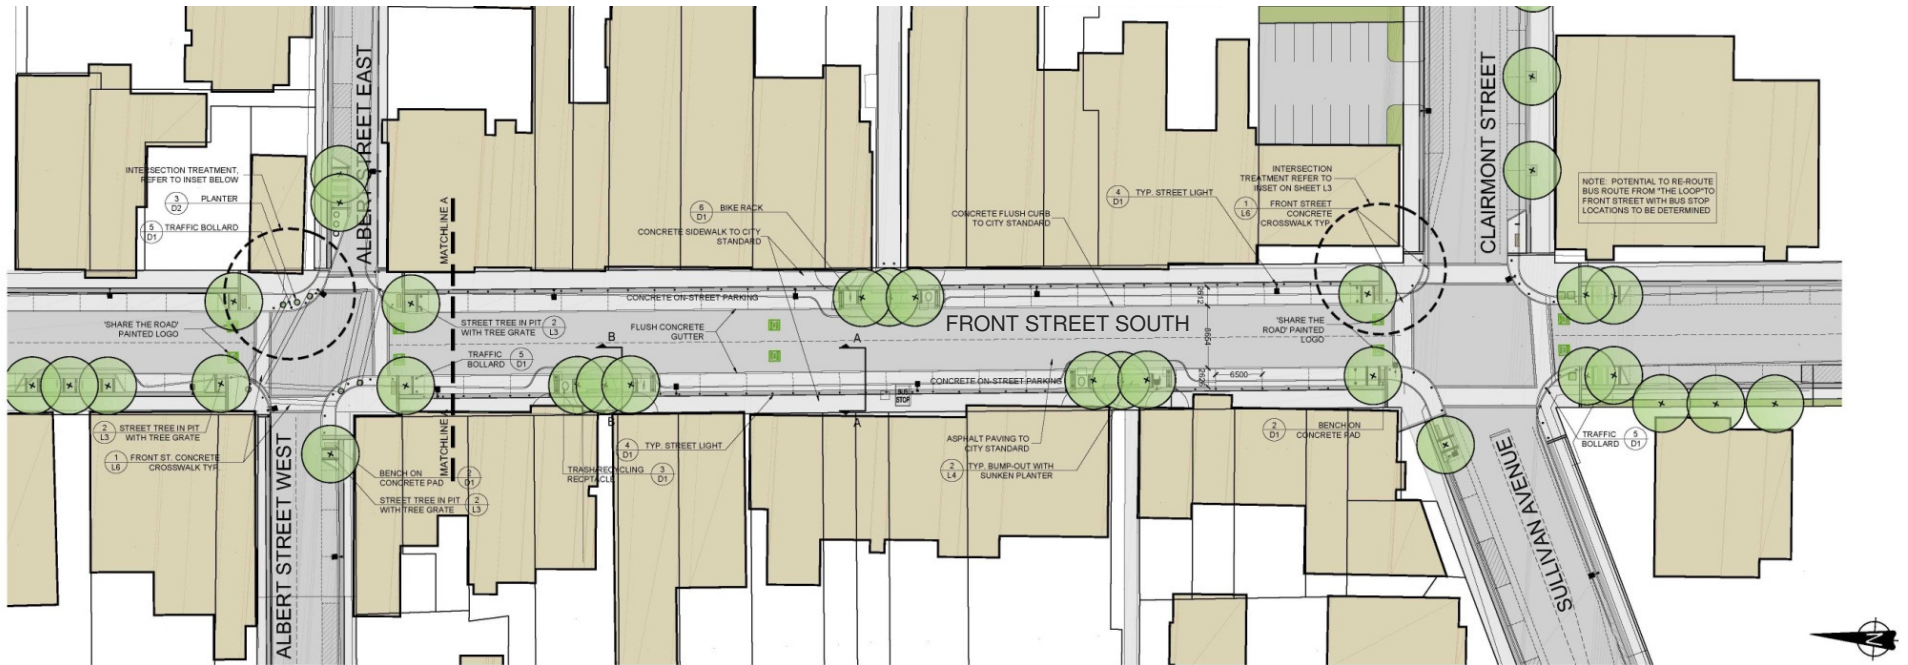 ALBERT STREET EAST
CLAIRMONT STREET
INTERSECTION TREATMENT,
REFER TO INSET BELOW
3
D2
PLANTER
5
D1
TRAFFIC BOLLARD
MATCHLINE A
6
D1
BIKE RACK
CONCRETE SIDEWALK TO CITY
STANDARD
CONCRETE FLUSH CURB
TO CITY STANDARD
4
D1
TYP. STREET LIGHT
INTERSECTION
TREATMENT REFER TO
INSET ON SHEET L3
1
L6
FRONT STREET
CONCRETE
CROSSWALK TYP.
NOTE: POTENTIAL TO RE-ROUTE
BUS ROUTE FROM "THE LOOP"TO
FRONT STREET WITH BUS STOP
LOCATIONS TO BE DETERMINED
CONCRETE ON-STREET PARKING
'SHARE THE ROAD'
PAINTED LOGO
STREET TREE IN PIT
WITH TREE GRATE
2
L3
FLUSH CONCRETE
GUTTER
FRONT STREET SOUTH
2612
8664
'SHARE THE
ROAD' PAINTED
LOGO
TRAFFIC
BOLLARD
5
D1
B
A
CONCRETE ON-STREET PARKING
6500
BUS
STOP
2
L3
STREET TREE IN PIT
WITH TREE GRATE
1
L6
FRONT ST. CONCRETE
CROSSWALK TYP.
MATCHLINE A
B
A
4
D1
TYP. STREET LIGHT
ASPHALT PAVING TO
CITY STANDARD
2
L4
TYP. BUMP-OUT WITH
SUNKEN PLANTER
2
D1
BENCH ON
CONCRETE PAD
TRAFFIC
BOLLARD
5
D1
BENCH ON
CONCRETE PAD
2
D1
STREET TREE IN PIT
WITH TREE GRATE
2
L3
TRASH/RECYCLING
RECPTACLE
3
D1
ALBERT STREET WEST
SULLIVAN AVENUE
N